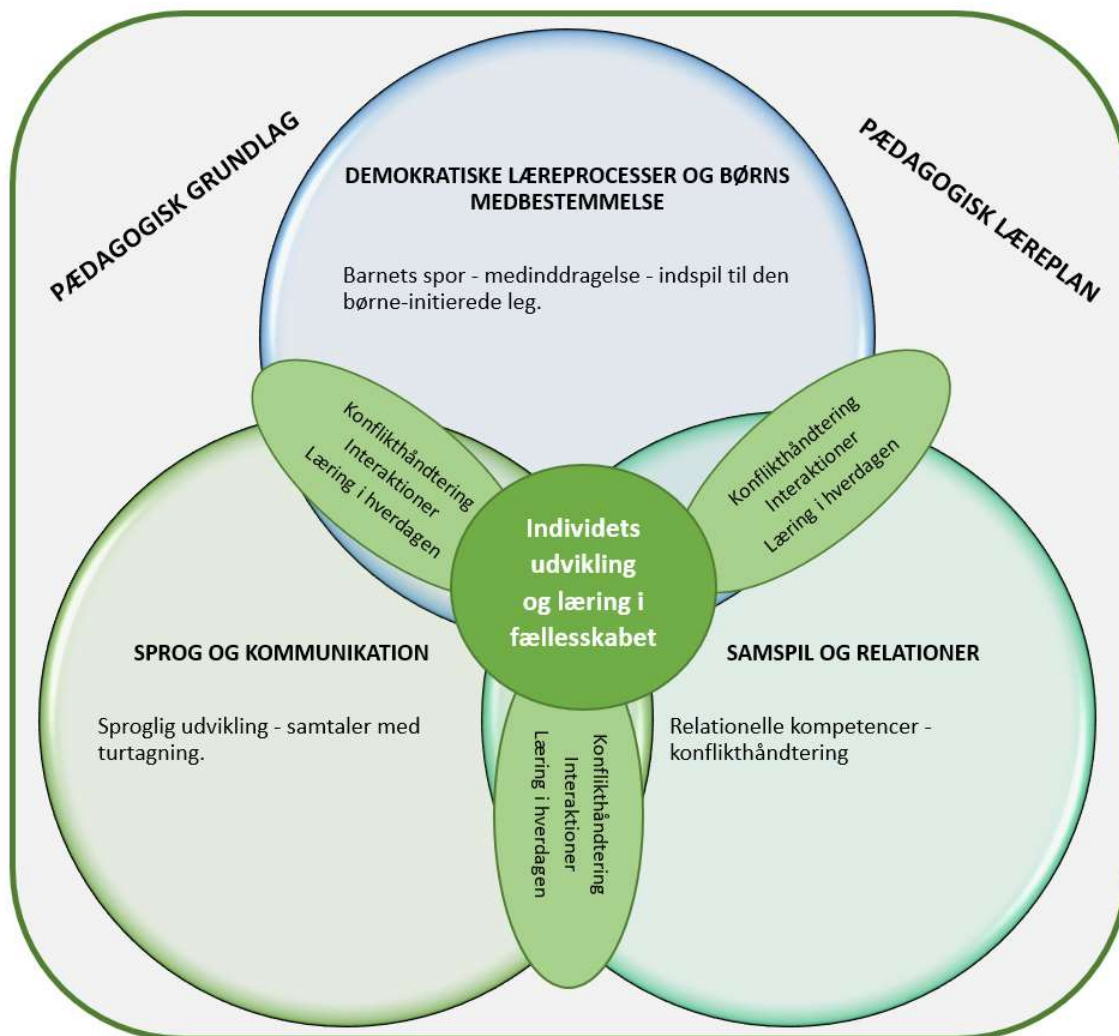 PÆDAGOGISK GRUNDLAG
PÆDAGOGISK LÆREPLAN
DEMOKRATISKE LÆREPROCESSER OG BØRNS
MEDBESTEMMELSE
Barnets spor - medinddragelse - indspil til den
børne-initierede leg.
Konflikthåndtering
Interaktioner
Læring i hverdagen
Konflikthåndtering
Interaktioner
Læring i hverdagen
Individets
udvikling
og læring i
fællesskabet
SPROG OG KOMMUNIKATION
Sproglig udvikling - samtaler med
turtagning.
SAMSPIL OG RELATIONER
Relationelle kompetencer -
konflikthåndtering
Konflikthåndtering
Interaktioner
Læring i hverdagen